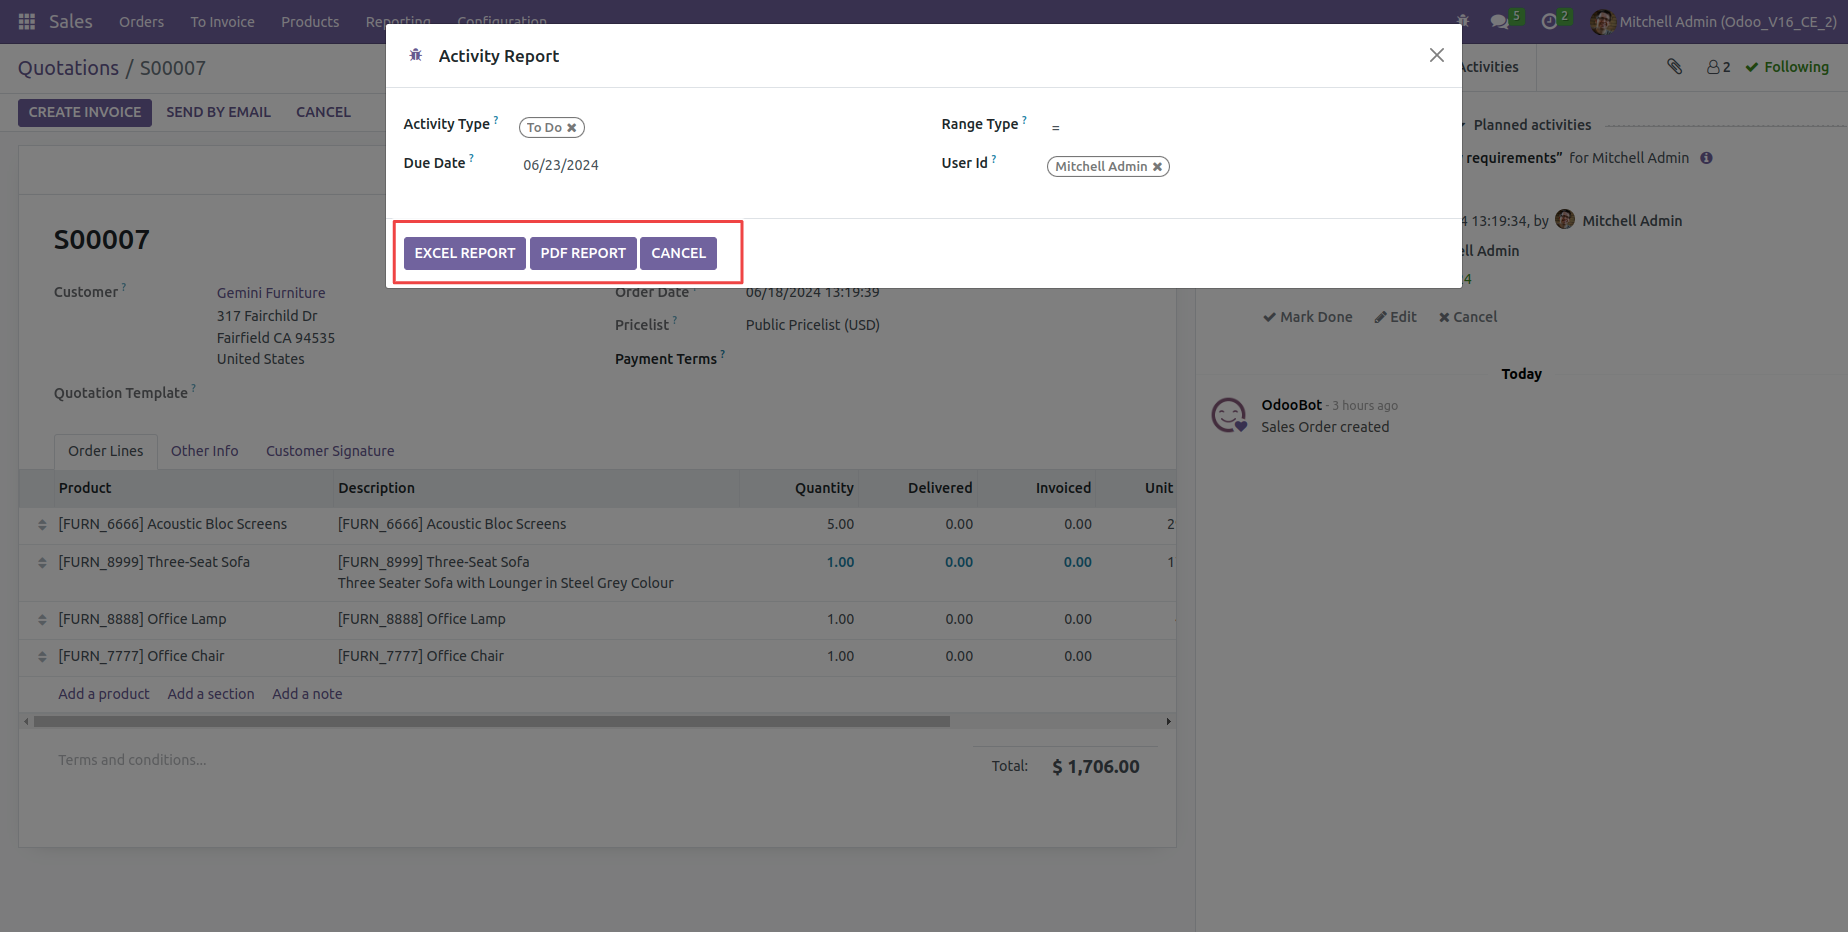 Sales Orders To Invoice Products Reporting Configuration 5 2 Mitchell Admin (Odoo_V16_CE_2)
Activity Report
Quotations / S00007
Activities 2 Following
CREATE INVOICE SEND BY EMAIL CANCEL
Activity Type ? To Do Range Type ? =
Due Date ? 06/23/2024 User Id ? Mitchell Admin
EXCEL REPORT PDF REPORT CANCEL
Planned activities
requirements” for Mitchell Admin
13:19:34, by Mitchell Admin
Admin
4
Mark Done Edit Cancel
S00007
Customer ? Gemini Furniture
317 Fairchild Dr
Fairfield CA 94535
United States
Order Date 06/18/2024 13:19:39
Pricelist ? Public Pricelist (USD)
Payment Terms ?
Quotation Template ?
Today
OdooBot - 3 hours ago
Sales Order created
Order Lines Other Info Customer Signature
Product Description Quantity Delivered Invoiced Unit
[FURN_6666] Acoustic Bloc Screens [FURN_6666] Acoustic Bloc Screens 5.00 0.00 0.00 2
[FURN_8999] Three-Seat Sofa [FURN_8999] Three-Seat Sofa 1.00 0.00 0.00 1
Three Seater Sofa with Lounger in Steel Grey Colour
[FURN_8888] Office Lamp [FURN_8888] Office Lamp 1.00 0.00 0.00
[FURN_7777] Office Chair [FURN_7777] Office Chair 1.00 0.00 0.00
Add a product Add a section Add a note
Terms and conditions...
Total: $ 1,706.00